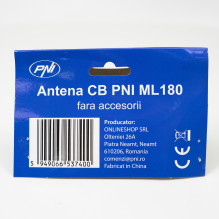 PNI
Antena CB PNI ML180
fara accesorii
Producator:
ONLINESHOP SRL
Olteniei 26A
Piatra Neamt, Neamt
610206, Romania
comenzi@pni.ro
Fabricat in China
5 949066 537400